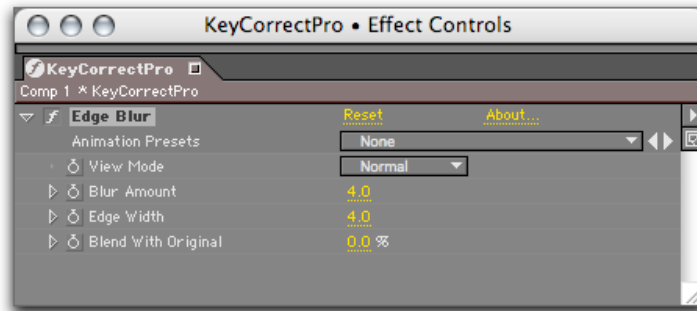 KeyCorrectPro • Effect Controls
KeyCorrectPro
Comp 1 * KeyCorrectPro
Edge Blur Reset About...
Animation Presets None
View Mode Normal
Blur Amount 4.0
Edge Width 4.0
Blend With Original 0.0 %